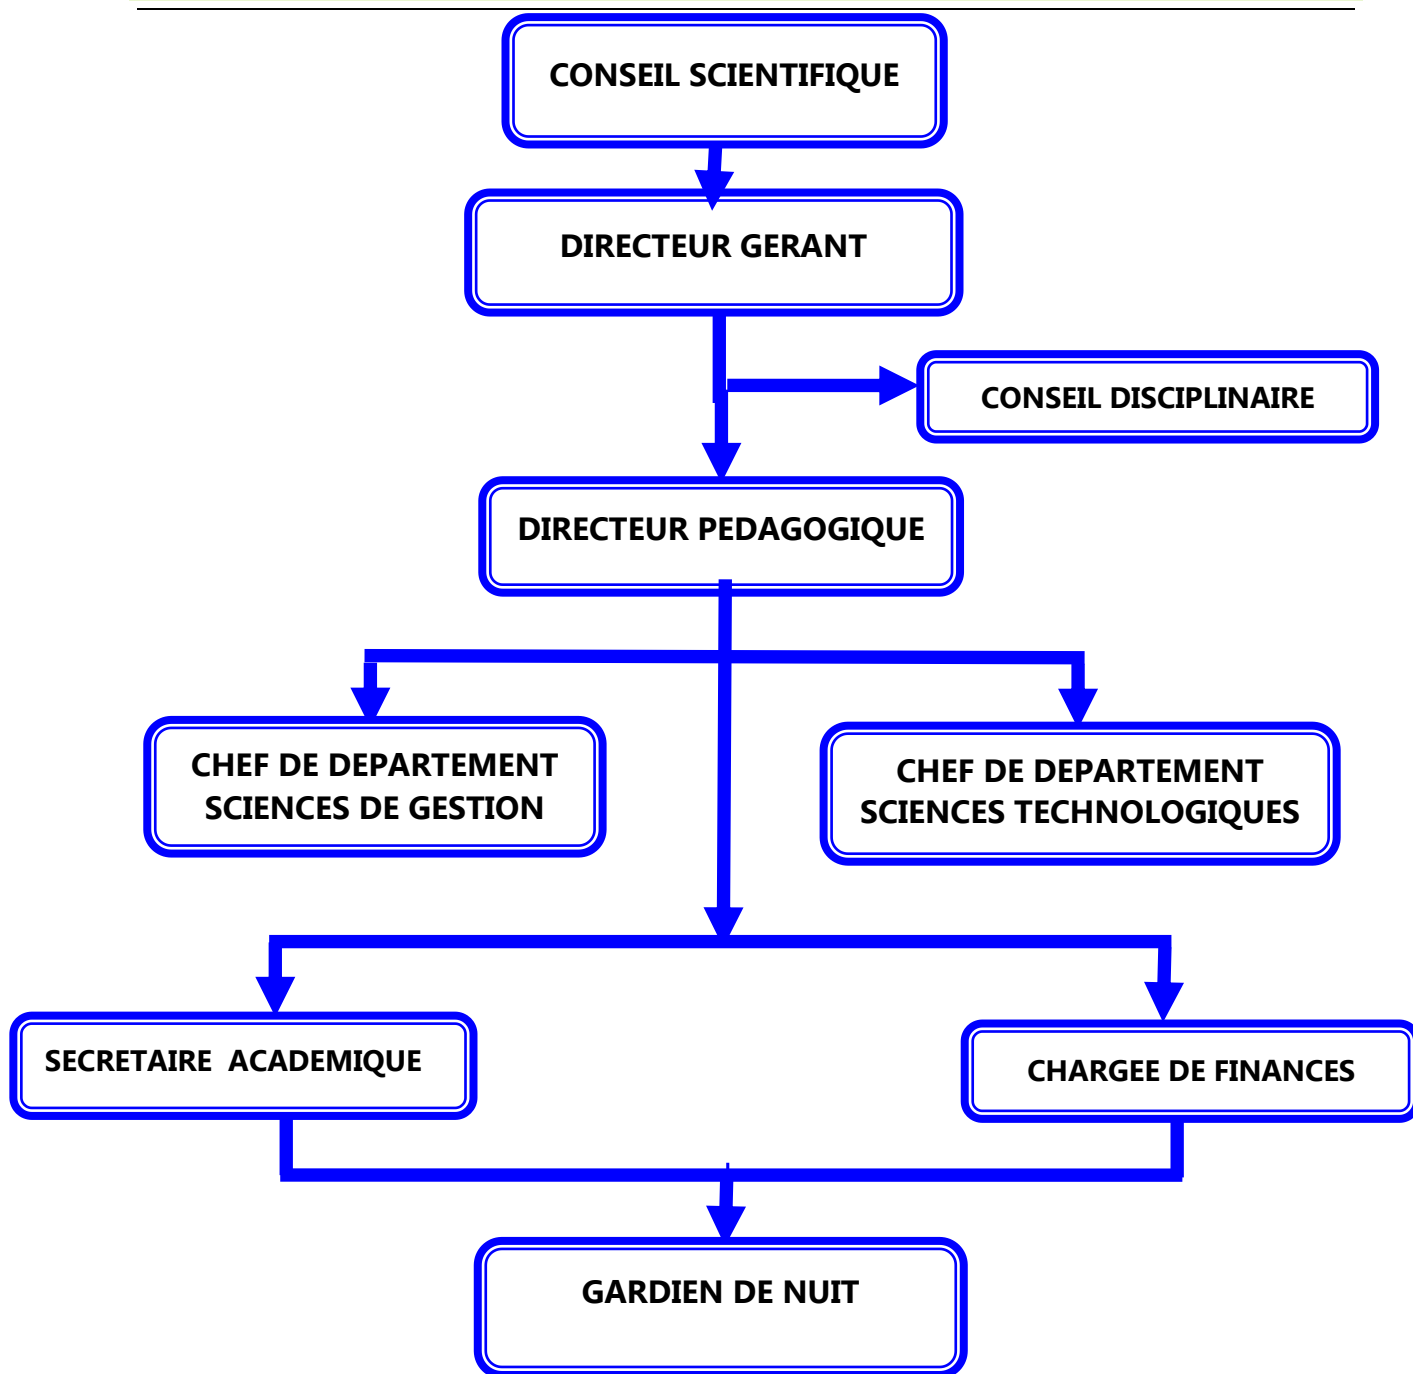 CONSEIL SCIENTIFIQUE
DIRECTEUR GERANT
CONSEIL DISCIPLINAIRE
DIRECTEUR PEDAGOGIQUE
CHEF DE DEPARTEMENT
SCIENCES DE GESTION
CHEF DE DEPARTEMENT
SCIENCES TECHNOLOGIQUES
SECRETAIRE  ACADEMIQUE
CHARGEE DE FINANCES
GARDIEN DE NUIT